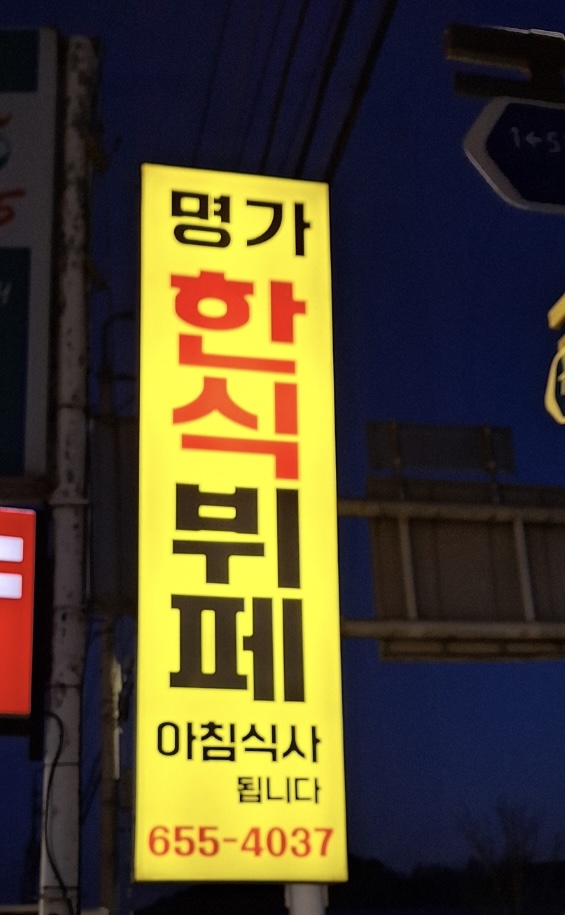 명가
한식
뷔페
아침식사
됩니다
655-4037